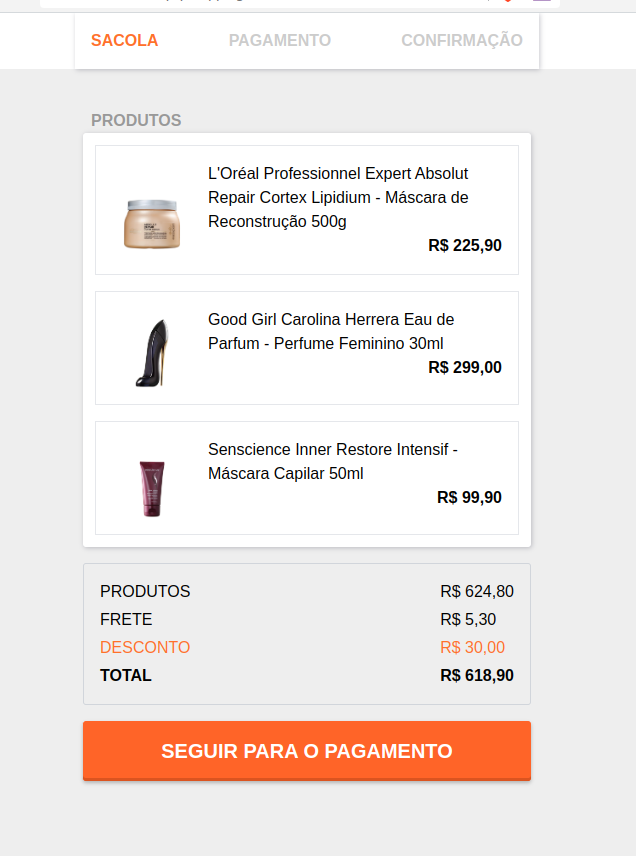 SACOLA PAGAMENTO CONFIRMAÇÃO
PRODUTOS
L'Oréal Professionnel Expert Absolut
Repair Cortex Lipidium - Máscara de
Reconstrução 500g
R$ 225,90
Good Girl Carolina Herrera Eau de
Parfum - Perfume Feminino 30ml
R$ 299,00
Senscience Inner Restore Intensif -
Máscara Capilar 50ml
R$ 99,90
PRODUTOS R$ 624,80
FRETE R$ 5,30
DESCONTO R$ 30,00
TOTAL R$ 618,90
SEGUIR PARA O PAGAMENTO